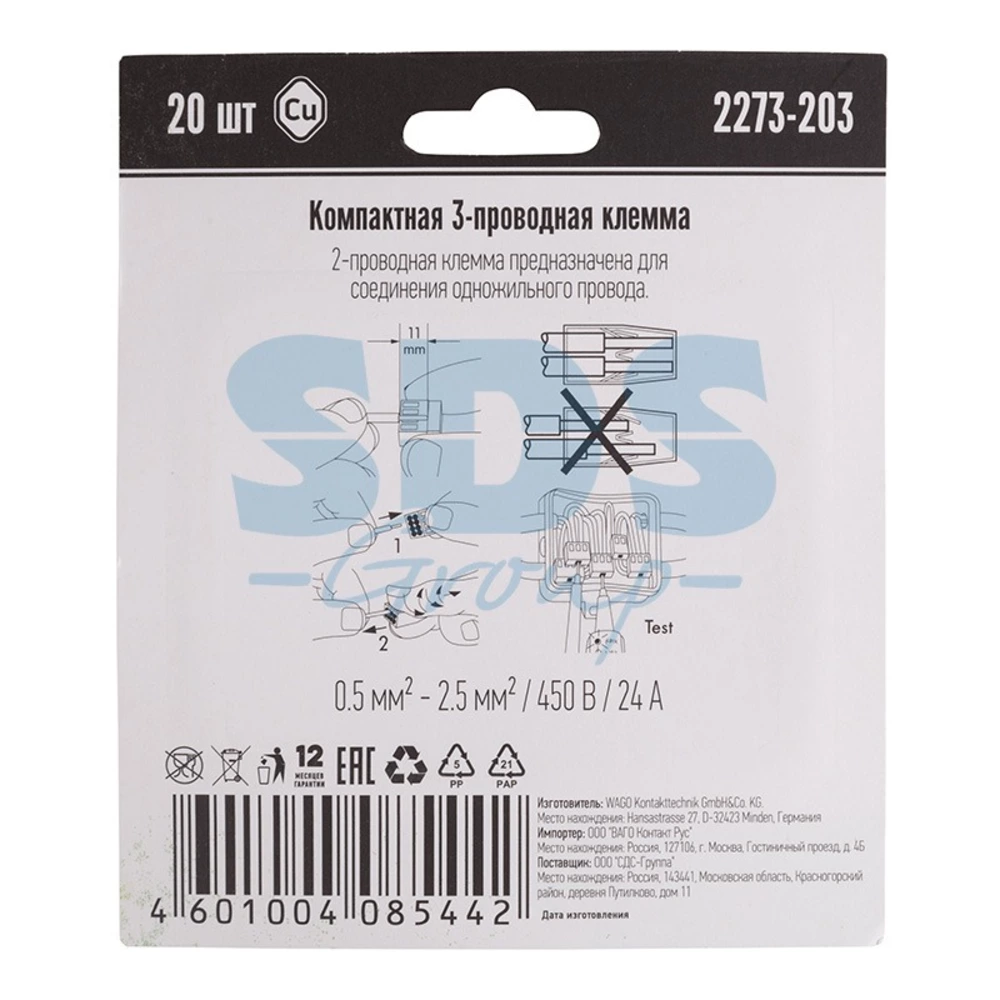 20 шт Cu 2273-203
Компактная 3-проводная клемма
2-проводная клемма предназначена для
соединения одножильного провода.
11
mm
SDS
-Group-
1
2
Test
0.5 мм² - 2.5 мм² / 450 В / 24 А
12
МЕСЯЦЕВ
ГАРАНТИИ
EAC
5
PP
21
PAP
Изготовитель: WAGO Kontakttechnik GmbH&Co. KG.
Место нахождения: Hansastrasse 27, D-32423 Minden, Германия
Импортер: ООО "ВАГО Контакт Рус"
Место нахождения: Россия, 127106, г. Москва, Гостиничный проезд, д. 4Б
Поставщик: ООО "СДС-Группа"
Место нахождения: Россия, 143441, Московская область, Красногорский
район, деревня Путилково, дом 11
Дата изготовления
4 601004 085442